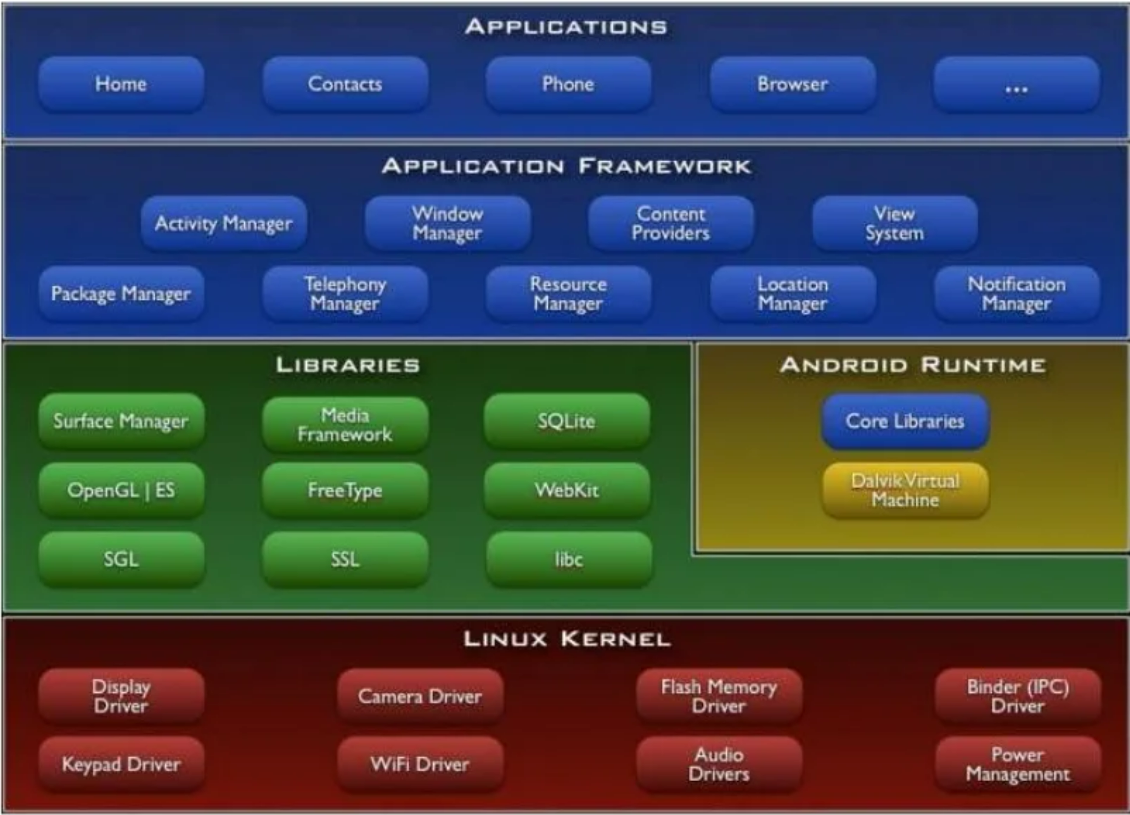 APPLICATIONS
Home
Contacts
Phone
Browser
...
APPLICATION FRAMEWORK
Activity Manager
Window
Manager
Content
Providers
View
System
Package Manager
Telephony
Manager
Resource
Manager
Location
Manager
Notification
Manager
LIBRARIES
Surface Manager
Media
Framework
SQLite
OpenGL | ES
FreeType
WebKit
SGL
SSL
libc
ANDROID RUNTIME
Core Libraries
Dalvik Virtual
Machine
LINUX KERNEL
Display
Driver
Camera Driver
Flash Memory
Driver
Binder (IPC)
Driver
Keypad Driver
WiFi Driver
Audio
Drivers
Power
Management